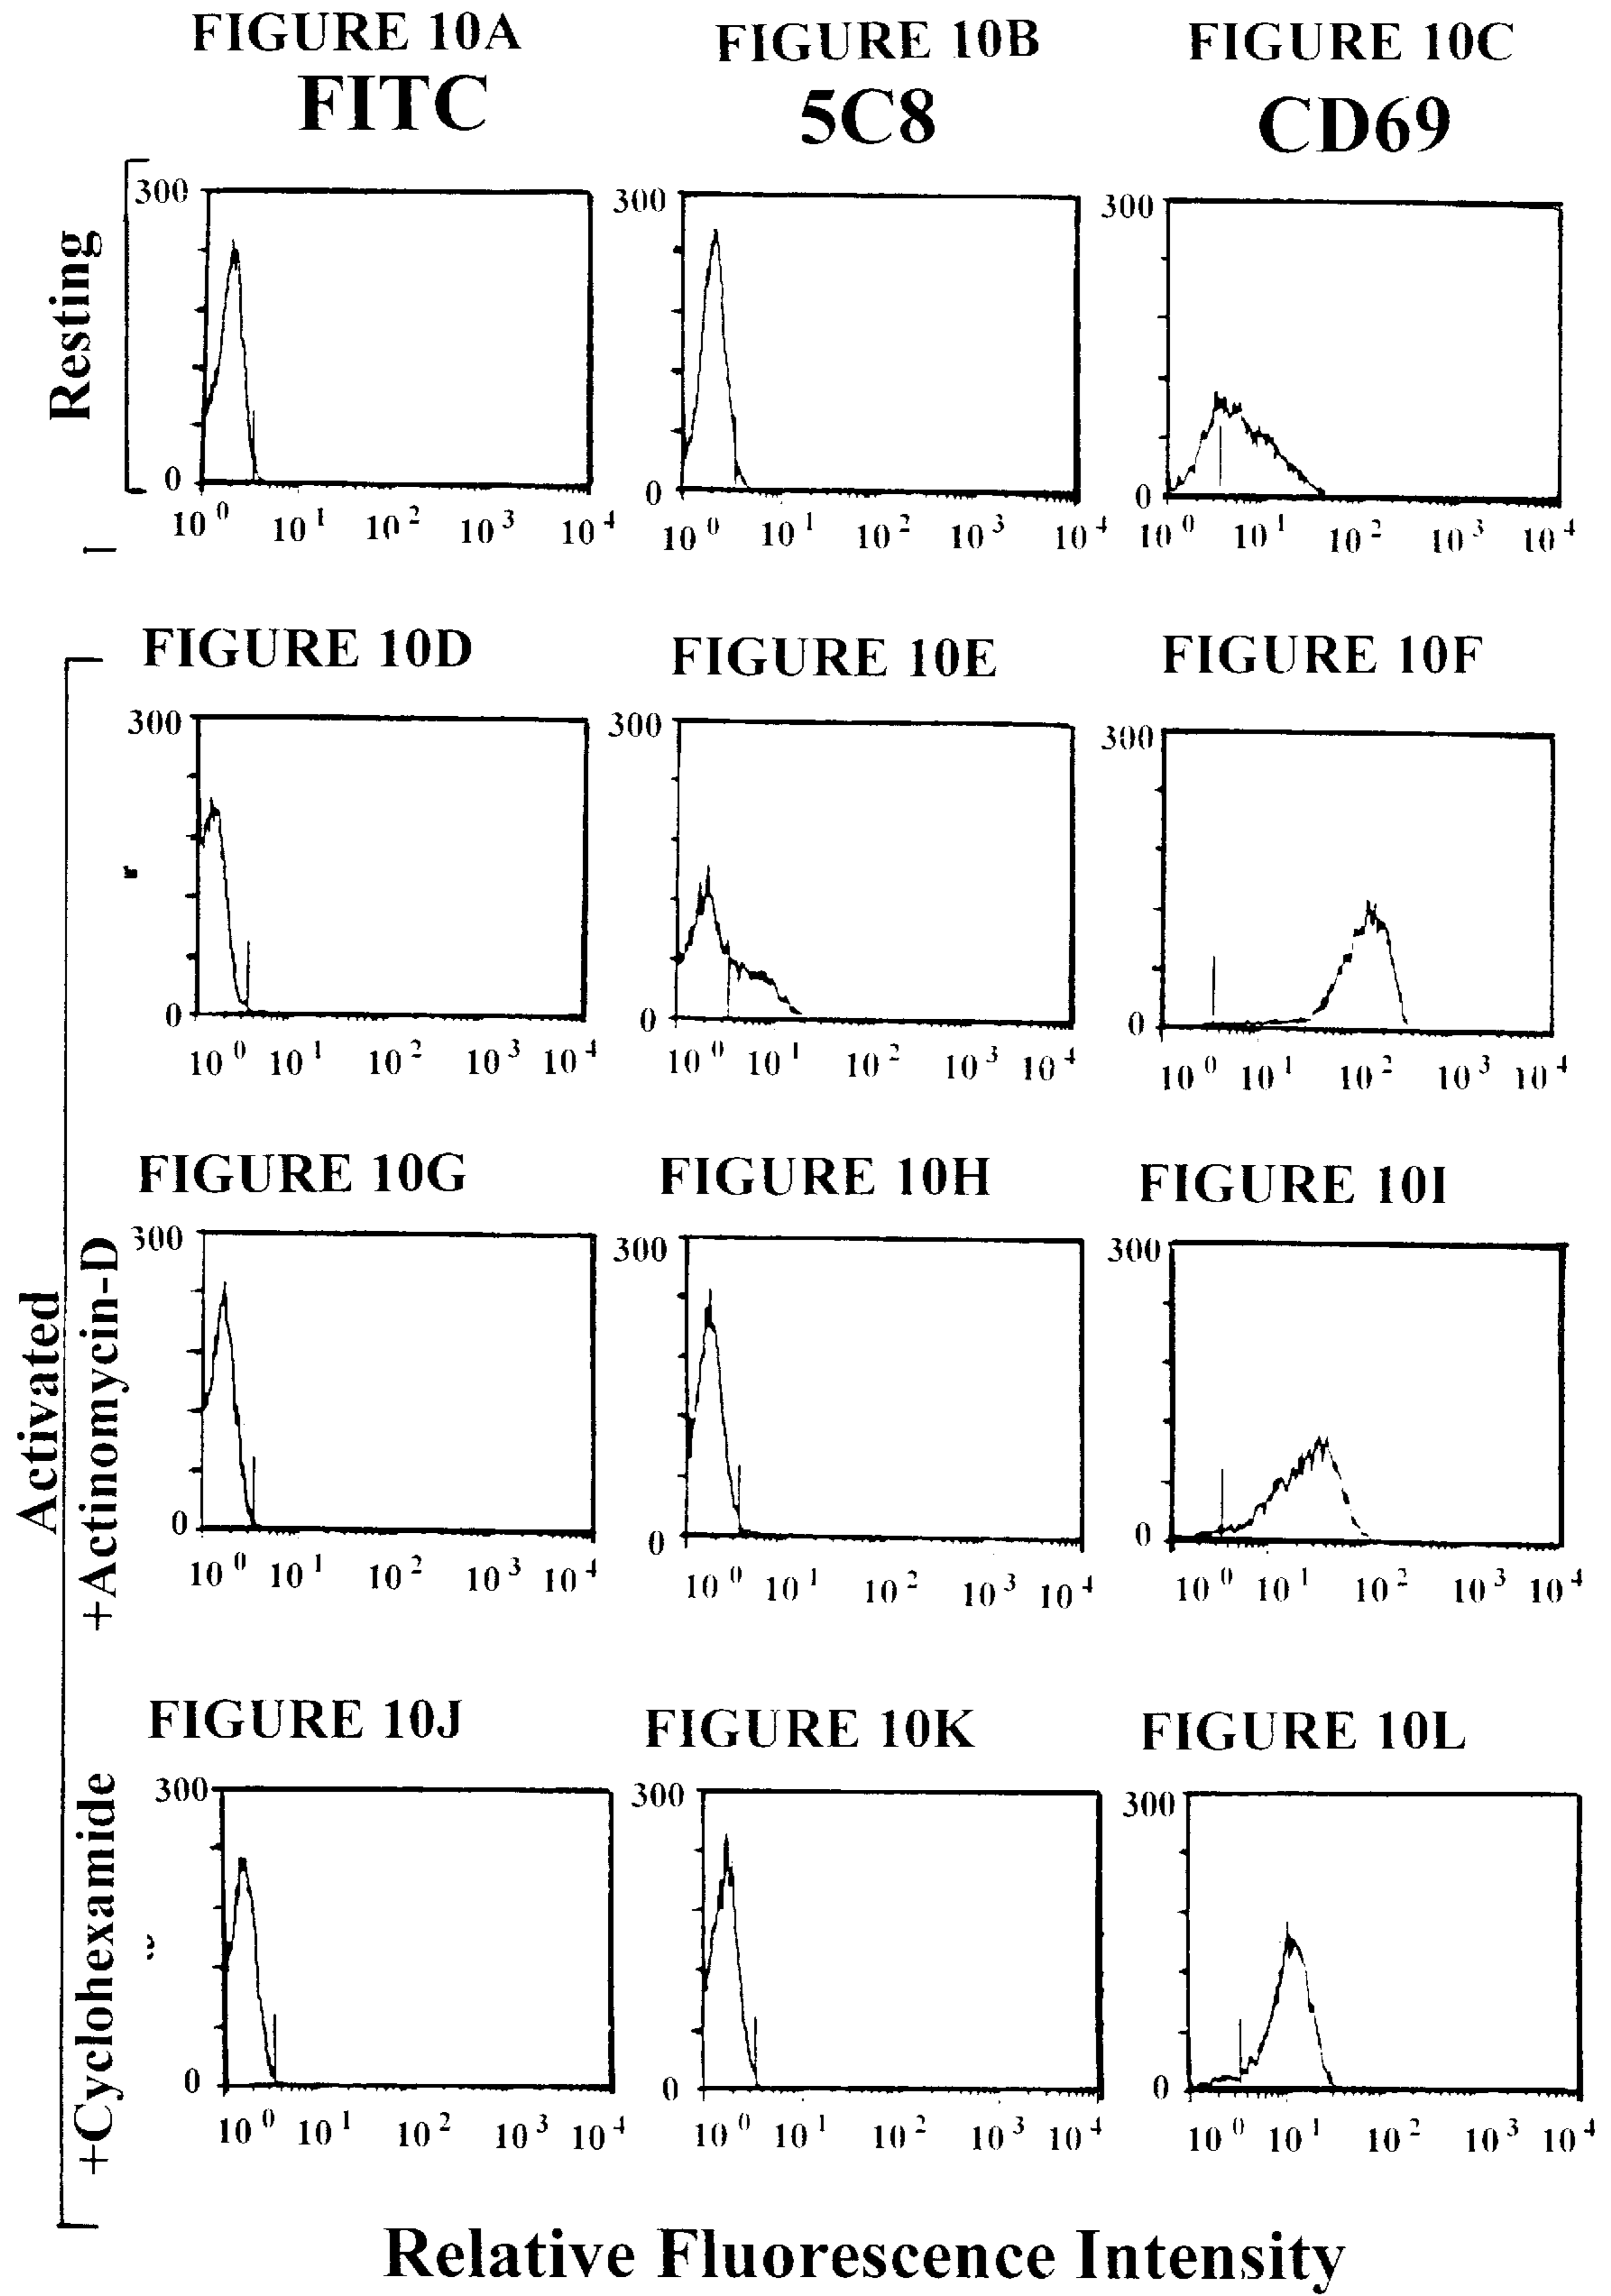 FIGURE 10A FIGURE 10B FIGURE 10C
FITC 5C8 CD69
Resting
300 300 300
0 0 0
10^0 10^1 10^2 10^3 10^4 10^0 10^1 10^2 10^3 10^4 10^0 10^1 10^2 10^3 10^4
FIGURE 10D FIGURE 10E FIGURE 10F
300 300 300
0 0 0
10^0 10^1 10^2 10^3 10^4 10^0 10^1 10^2 10^3 10^4 10^0 10^1 10^2 10^3 10^4
Activated
FIGURE 10G FIGURE 10H FIGURE 10I
+Actinomycin-D
300 300 300
0 0 0
10^0 10^1 10^2 10^3 10^4 10^0 10^1 10^2 10^3 10^4 10^0 10^1 10^2 10^3 10^4
FIGURE 10J FIGURE 10K FIGURE 10L
+Cyclohexamide
300 300 300
0 0 0
10^0 10^1 10^2 10^3 10^4 10^0 10^1 10^2 10^3 10^4 10^0 10^1 10^2 10^3 10^4
Relative Fluorescence Intensity